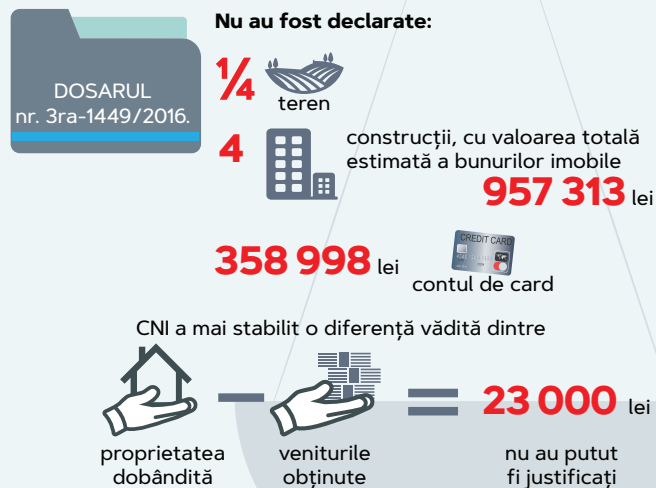 DOSARUL
nr. 3ra-1449/2016.
Nu au fost declarate:
¼
teren
4
construcții, cu valoarea totală
estimată a bunurilor imobile
957 313 lei
358 998 lei
CREDIT CARD
contul de card
CNI a mai stabilit o diferență vădită dintre
23 000 lei
proprietatea
dobândită
veniturile
obținute
nu au putut
fi justificați